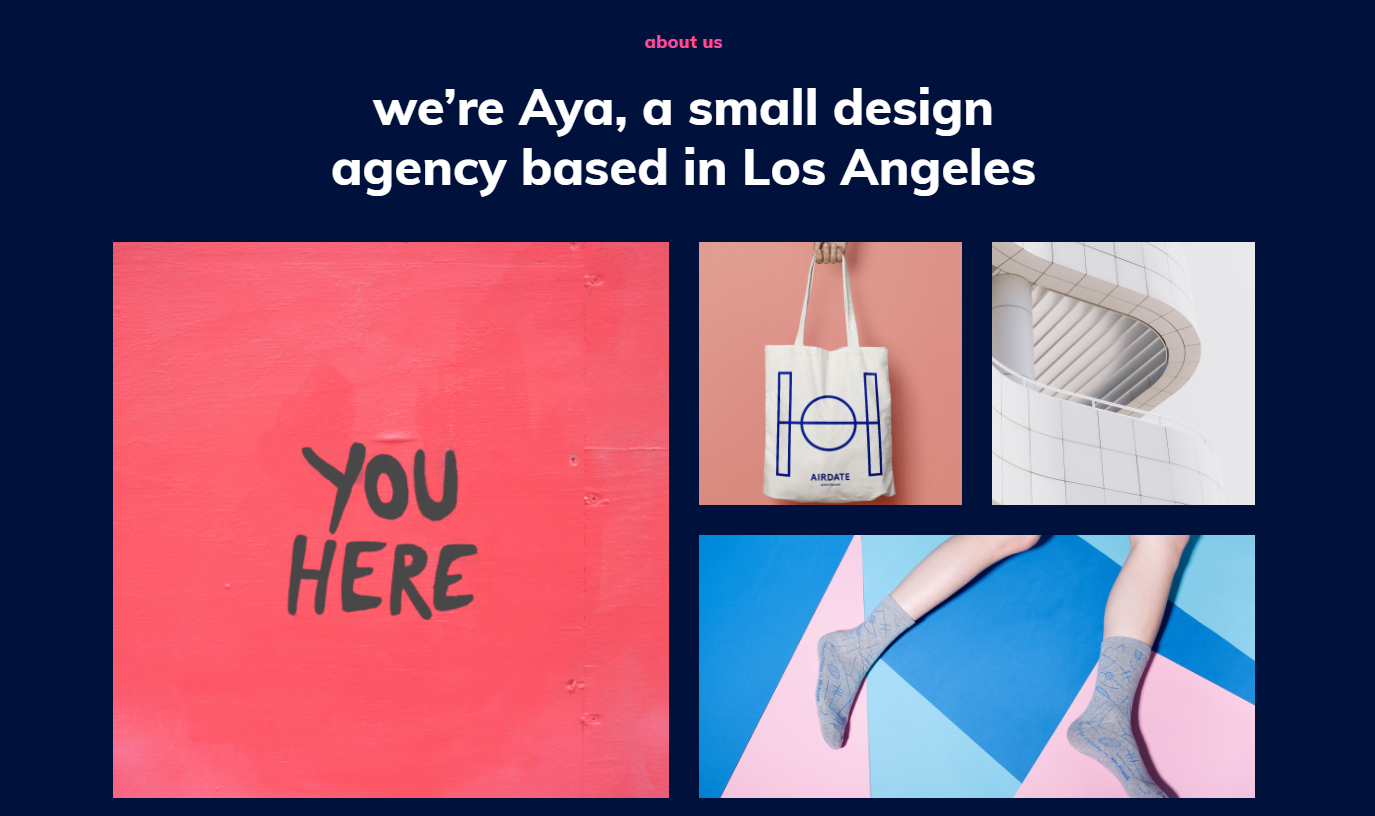 about us
we’re Aya, a small design
agency based in Los Angeles
YOU
HERE
AIRDATE